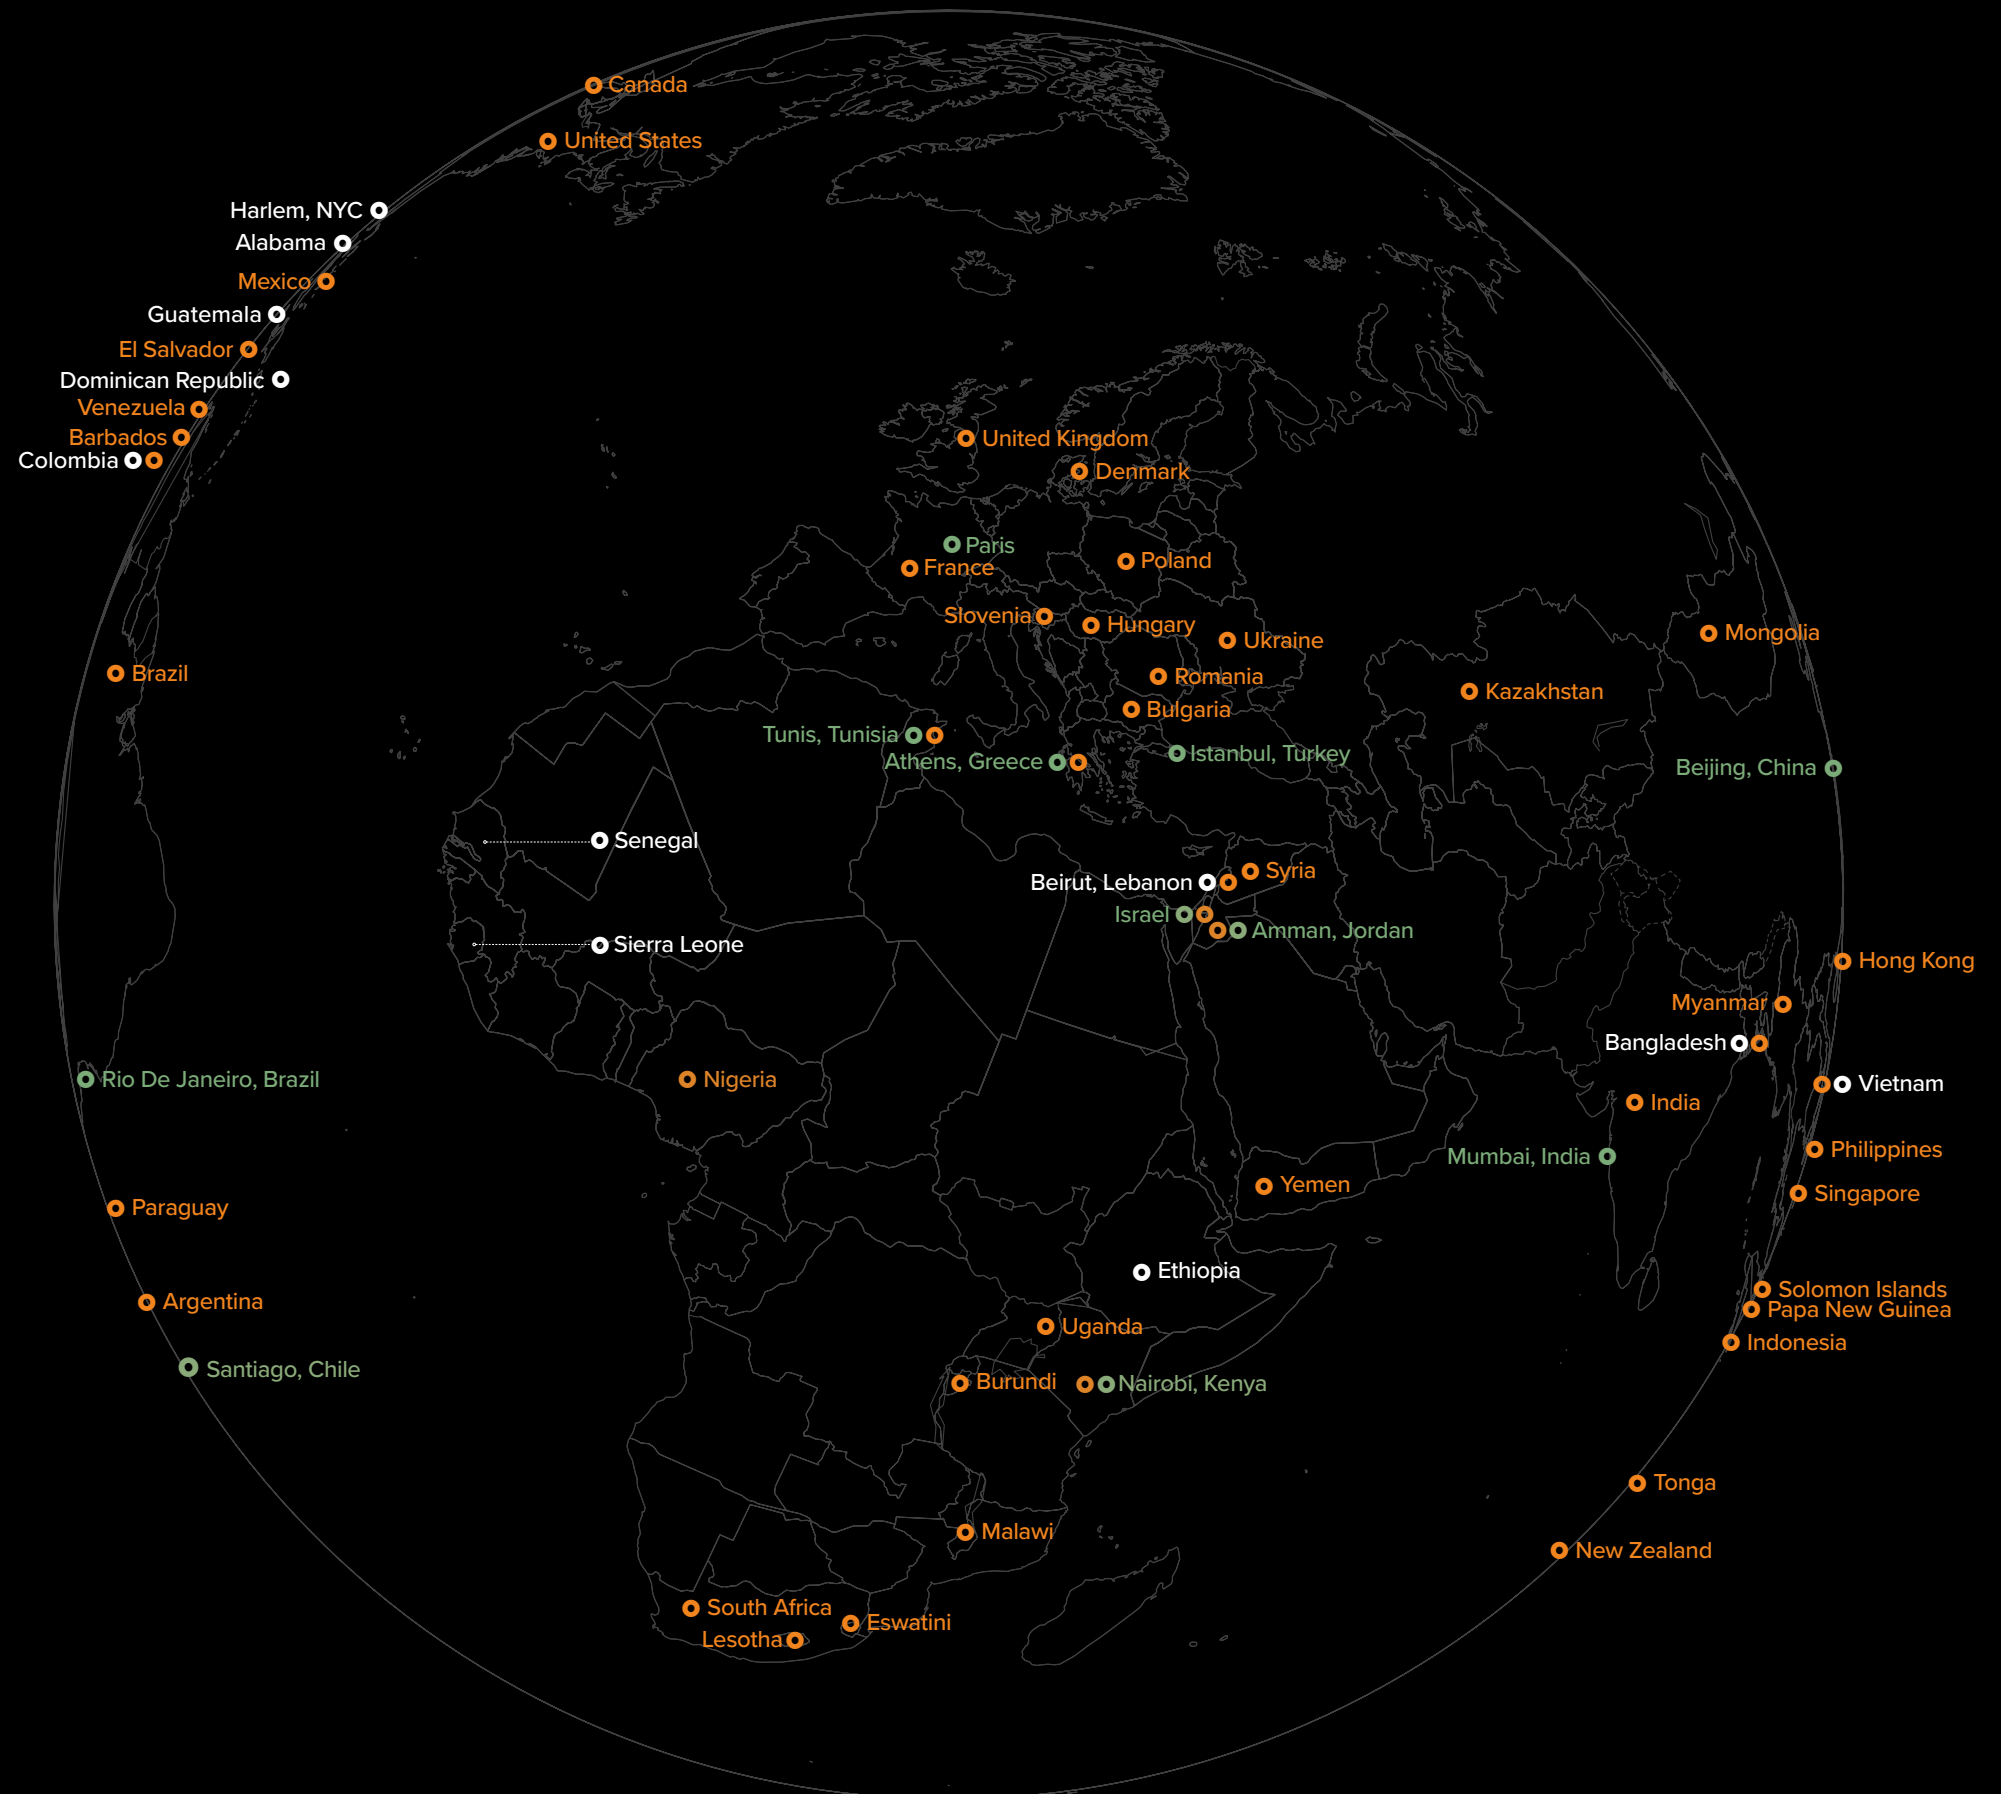 Canada
United States
Harlem, NYC
Alabama
Mexico
Guatemala
El Salvador
Dominican Republic
Venezuela
Barbados
Colombia
United Kingdom
Denmark
Paris
France
Poland
Slovenia
Hungary
Ukraine
Mongolia
Brazil
Romania
Kazakhstan
Bulgaria
Tunis, Tunisia
Istanbul, Turkey
Athens, Greece
Beijing, China
Senegal
Syria
Beirut, Lebanon
Israel
Amman, Jordan
Sierra Leone
Hong Kong
Myanmar
Bangladesh
Rio De Janeiro, Brazil
Nigeria
Vietnam
India
Philippines
Mumbai, India
Yemen
Singapore
Paraguay
Ethiopia
Solomon Islands
Argentina
Papa New Guinea
Uganda
Indonesia
Santiago, Chile
Burundi
Nairobi, Kenya
Tonga
Malawi
New Zealand
South Africa
Eswatini
Lesotha